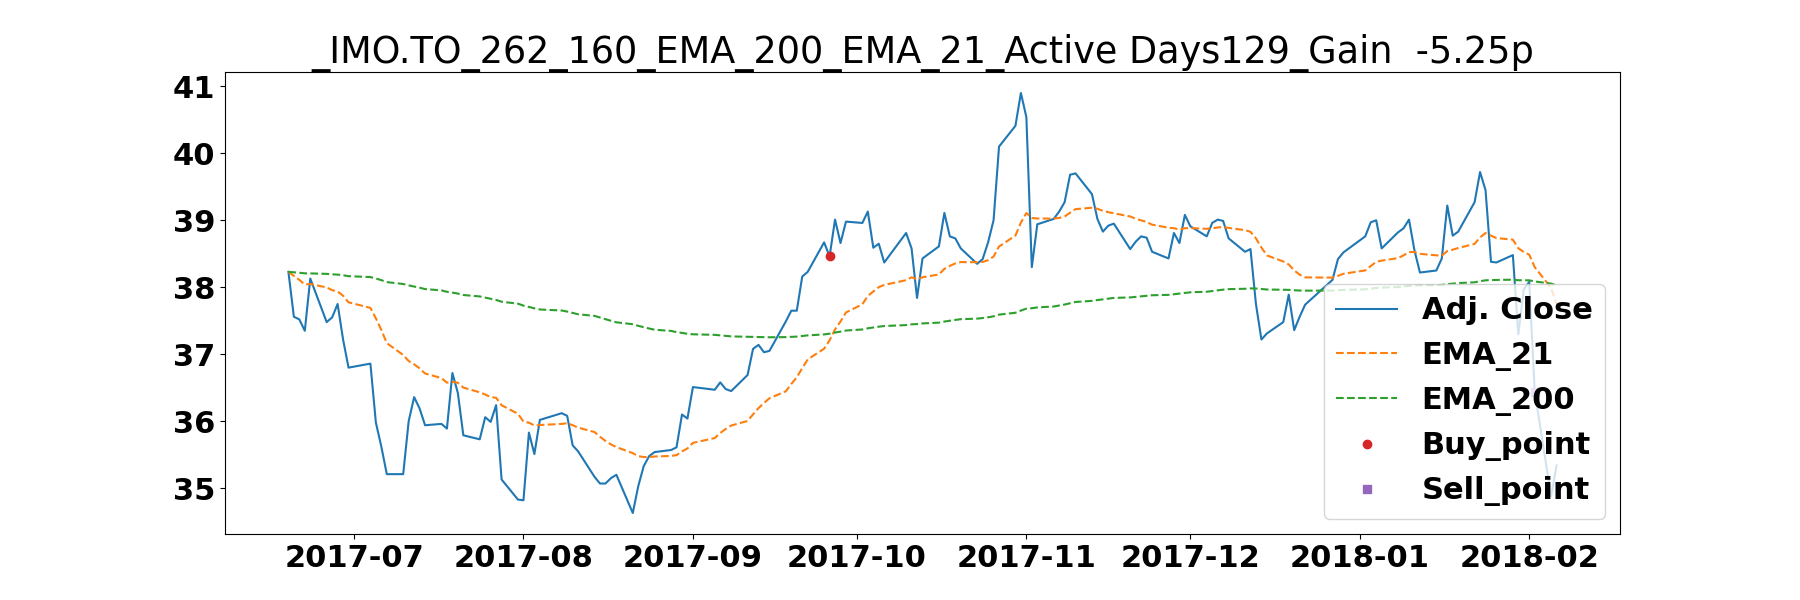 _IMO.TO_262_160_EMA_200_EMA_21_Active Days129_Gain  -5.25p
41
40
39
38
37
36
35
Adj. Close
EMA_21
EMA_200
Buy_point
Sell_point
2017-07 2017-08 2017-09 2017-10 2017-11 2017-12 2018-01 2018-02